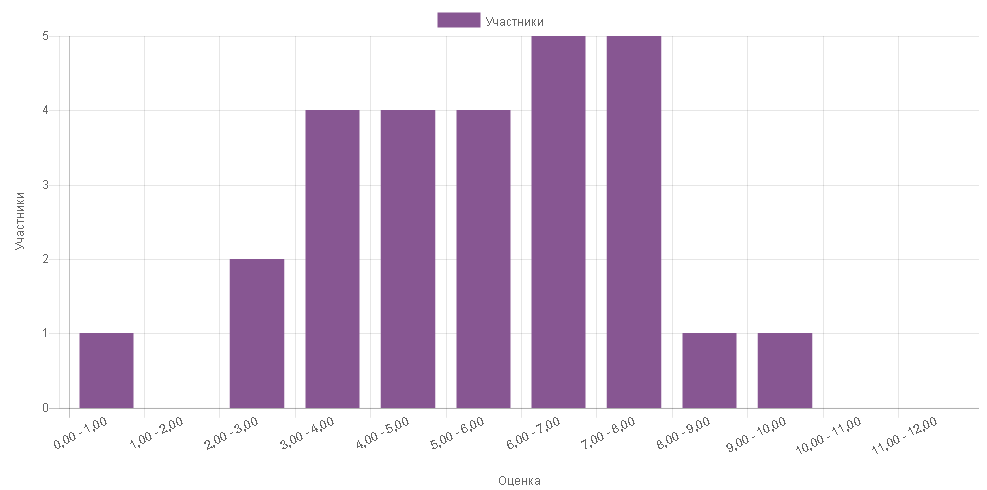 Участники
5
4
3
2
1
0
Участники
0,00 - 1,00
1,00 - 2,00
2,00 - 3,00
3,00 - 4,00
4,00 - 5,00
5,00 - 6,00
6,00 - 7,00
7,00 - 8,00
8,00 - 9,00
9,00 - 10,00
10,00 - 11,00
11,00 - 12,00
Оценка